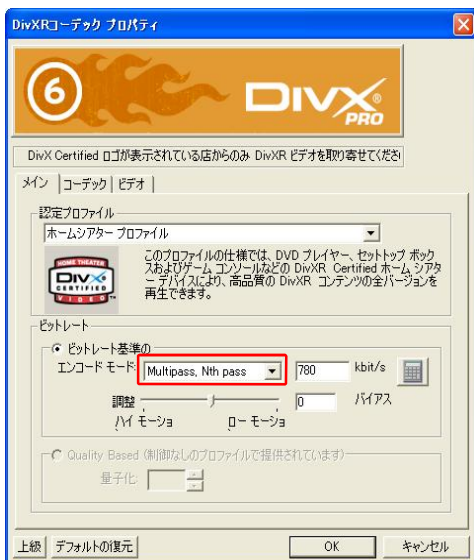 DivXRコーデック プロパティ
6
DIVX®
PRO
DivX Certified ロゴが表示されている店からのみ DivXR ビデオを取り寄せてくださ
メイン コーデック ビデオ
認定プロファイル
ホームシアター プロファイル
HOME THEATER
DIVX
CERTIFIED
VIDEO
このプロファイルの仕様では、DVD プレイヤー、セットトップ ボック
スおよびゲーム コンソールなどの DivXR Certified ホーム シアタ
ー デバイスにより、高品質の DivXR コンテンツの全バージョンを
再生できます。
ビットレート
ビットレート基準の
エンコード モード: Multipass, Nth pass 780 kbit/s
調整 0 バイアス
ハイ モーショ ロー モーショ
Quality Based (制御なしのプロファイルで提供されています)
量子化:
上級 デフォルトの復元 OK キャンセル